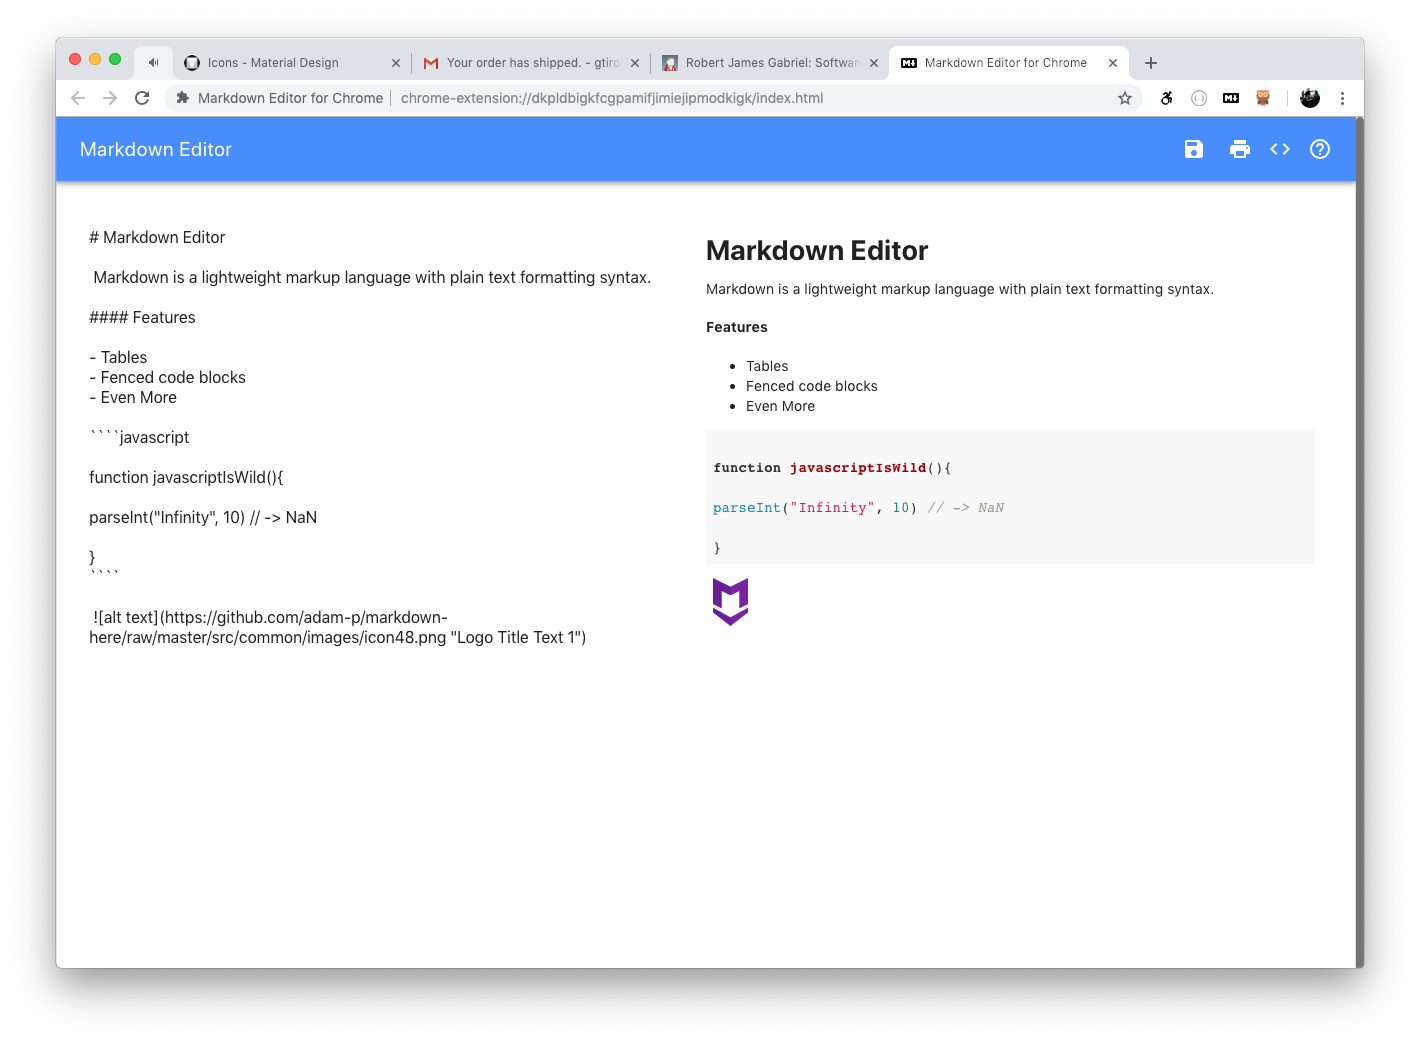 Icons - Material Design
Your order has shipped. - gtiro
Robert James Gabriel: Softwar
Markdown Editor for Chrome
Markdown Editor for Chrome | chrome-extension://dkpldbigkfcgpamifjimiejipmodkigk/index.html
Markdown Editor
# Markdown Editor
Markdown is a lightweight markup language with plain text formatting syntax.
#### Features
- Tables
- Fenced code blocks
- Even More
````javascript
function javascriptIsWild(){
parseInt("Infinity", 10) // -> NaN
}
````
![alt text](https://github.com/adam-p/markdown-
here/raw/master/src/common/images/icon48.png "Logo Title Text 1")
Markdown Editor
Markdown is a lightweight markup language with plain text formatting syntax.
Features
Tables
Fenced code blocks
Even More
function javascriptIsWild(){
parseInt("Infinity", 10) // -> NaN
}